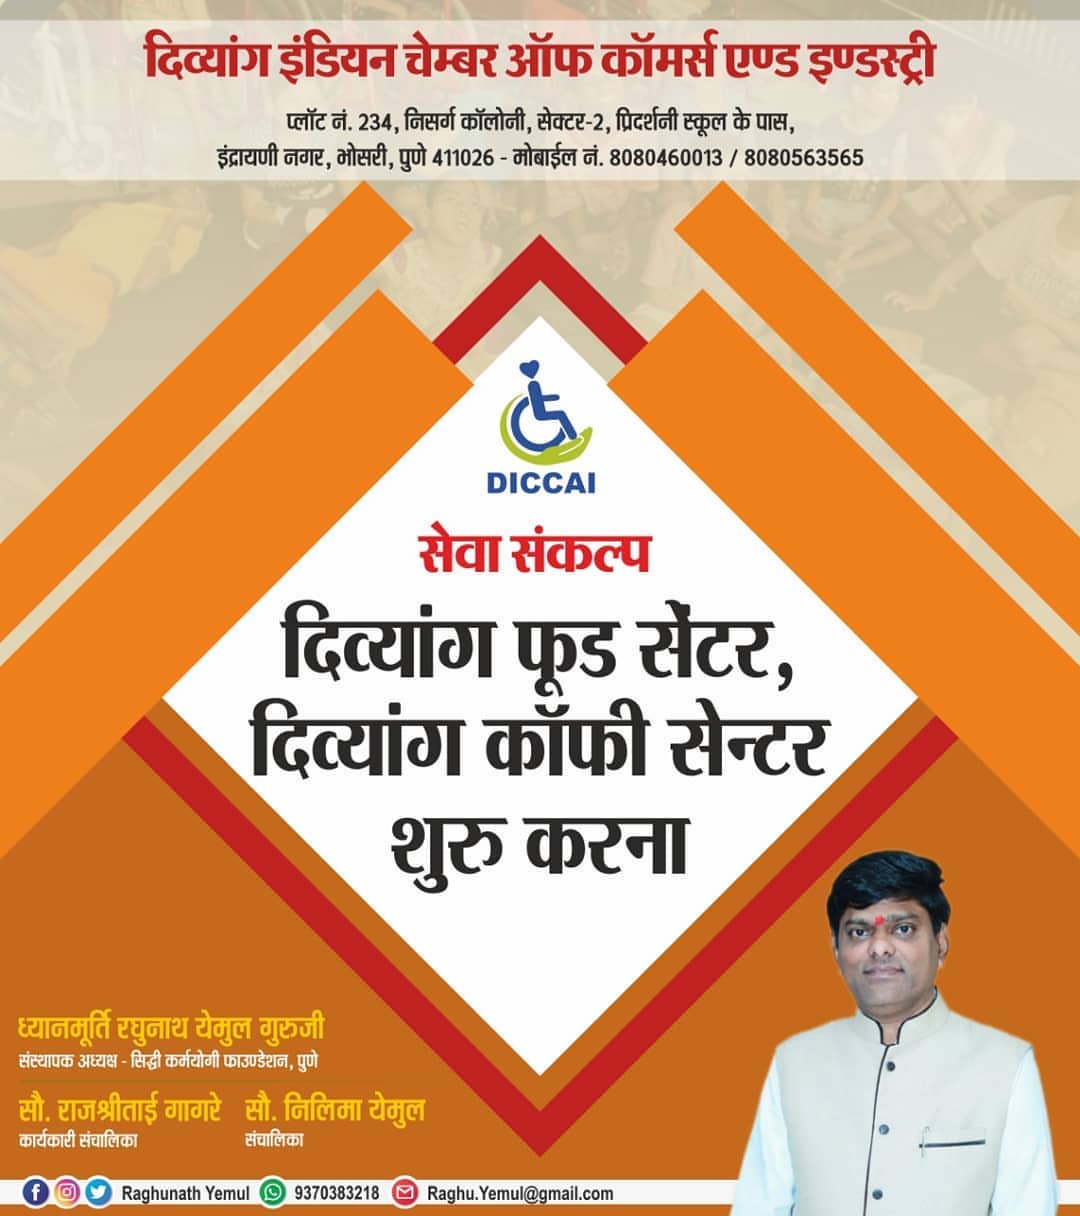 दिव्यांग इंडियन चेम्बर ऑफ कॉमर्स एण्ड इण्डस्ट्री
प्लॉट नं. 234, निसर्ग कॉलोनी, सेक्टर-2, प्रिदर्शनी स्कूल के पास,
इंद्रायणी नगर, भोसरी, पुणे 411026 - मोबाईल नं. 8080460013 / 8080563565
DICCAI
सेवा संकल्प
दिव्यांग फूड सेंटर,
दिव्यांग कॉफी सेन्टर
शुरु करना
ध्यानमूर्ति रघुनाथ येमुल गुरुजी
संस्थापक अध्यक्ष - सिद्धी कर्मयोगी फाउण्डेशन, पुणे
सौ. राजश्रीताई गागरे सौ. निलिमा येमुल
कार्यकारी संचालिका संचालिका
Raghunath Yemul 9370383218 Raghu.Yemul@gmail.com